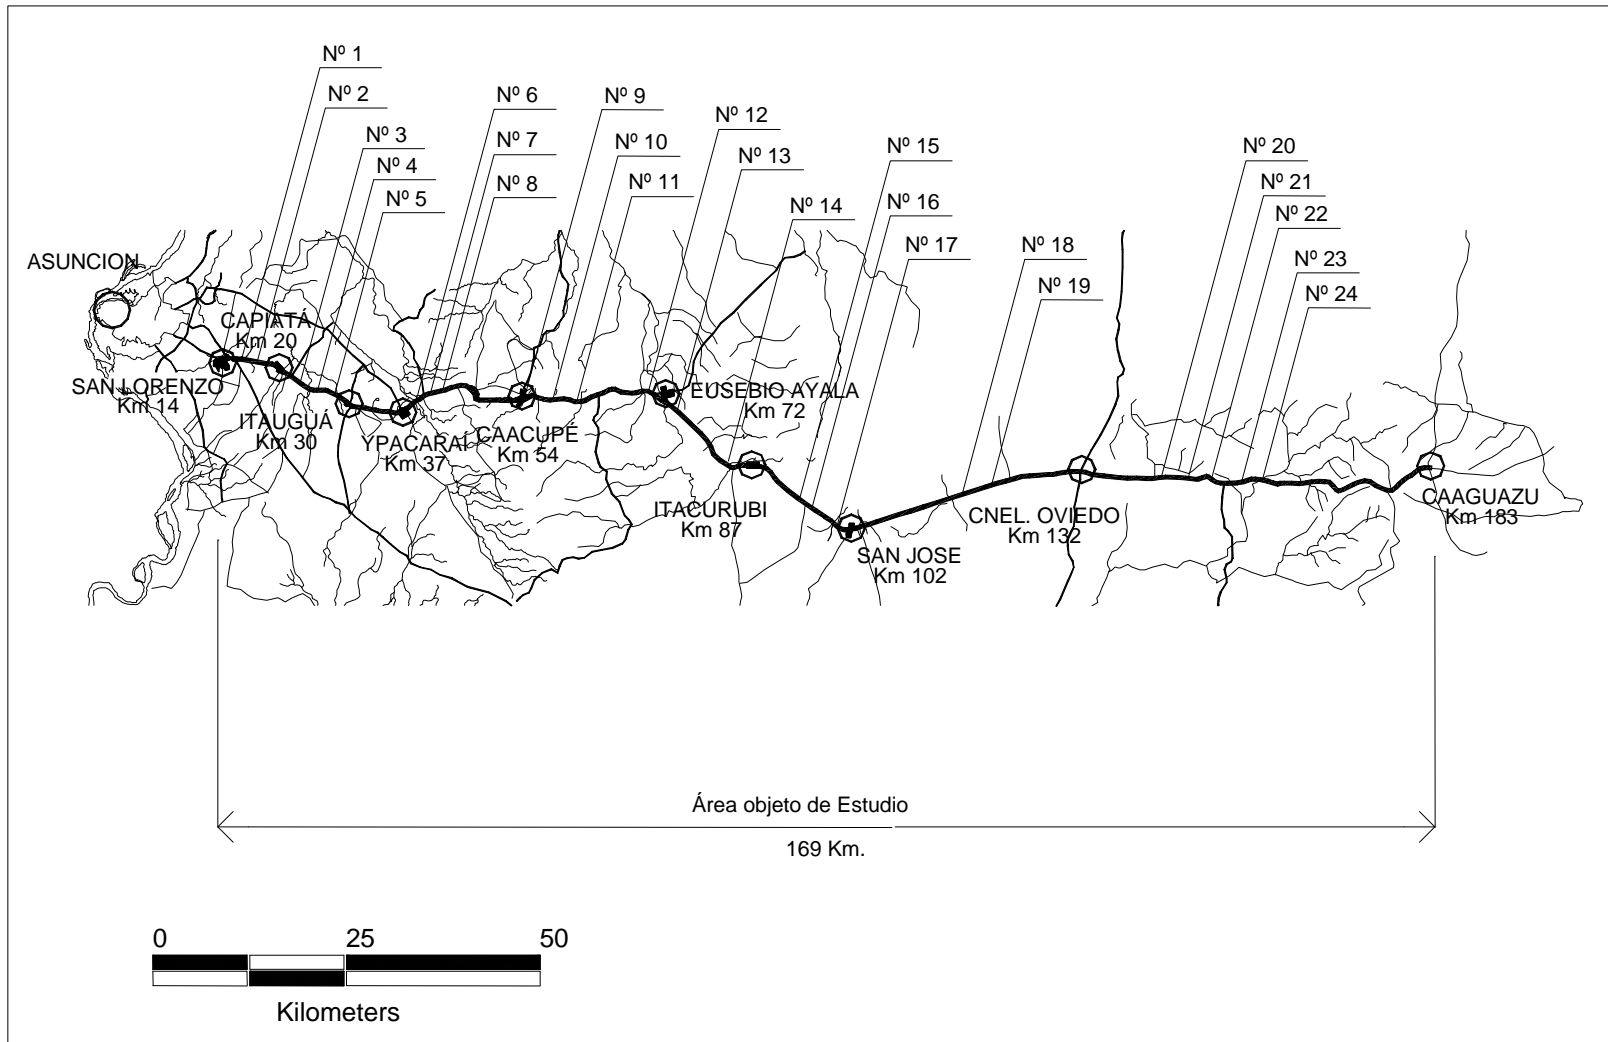 Nº 1
Nº 2
Nº 3
Nº 4
Nº 5
Nº 6
Nº 7
Nº 8
Nº 9
Nº 10
Nº 11
Nº 12
Nº 13
Nº 14
Nº 15
Nº 16
Nº 17
Nº 18
Nº 19
Nº 20
Nº 21
Nº 22
Nº 23
Nº 24
ASUNCION
SAN LORENZO
Km 14
CAPIATÁ
Km 20
ITAUGUÁ
Km 30
YPACARAÍ
Km 37
CAACUPÉ
Km 54
EUSEBIO AYALA
Km 72
ITACURUBI
Km 87
SAN JOSE
Km 102
CNEL. OVIEDO
Km 132
CAAGUAZU
Km 183
Área objeto de Estudio
169 Km.
0 25 50
Kilometers